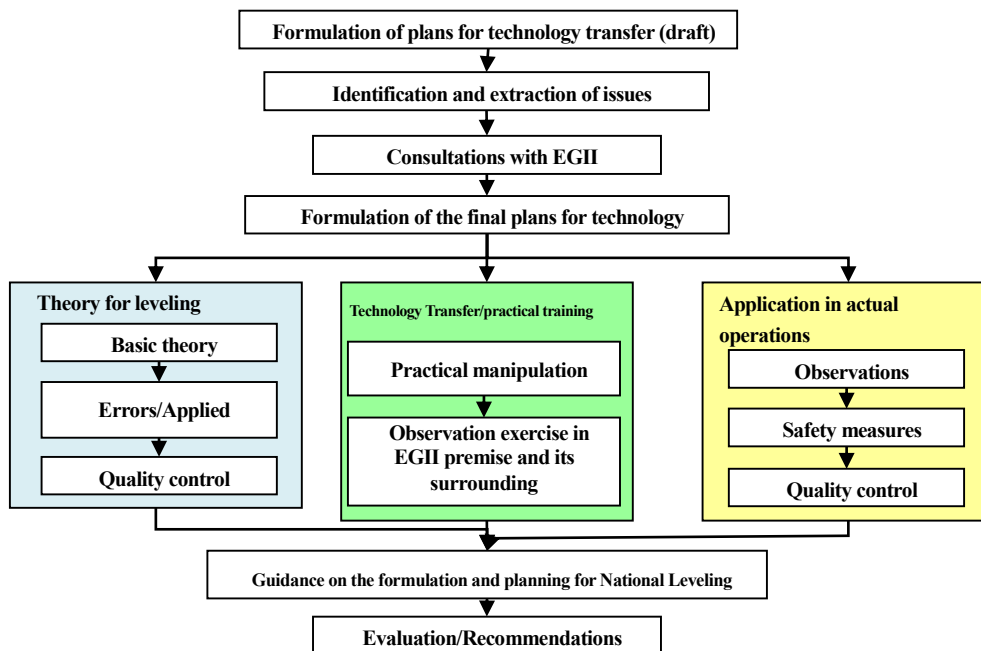 Formulation of plans for technology transfer (draft)
Identification and extraction of issues
Consultations with EGII
Formulation of the final plans for technology
Theory for leveling
Basic theory
Errors/Applied
Quality control
Technology Transfer/practical training
Practical manipulation
Observation exercise in
EGII premise and its
surrounding
Application in actual
operations
Observations
Safety measures
Quality control
Guidance on the formulation and planning for National Leveling
Evaluation/Recommendations